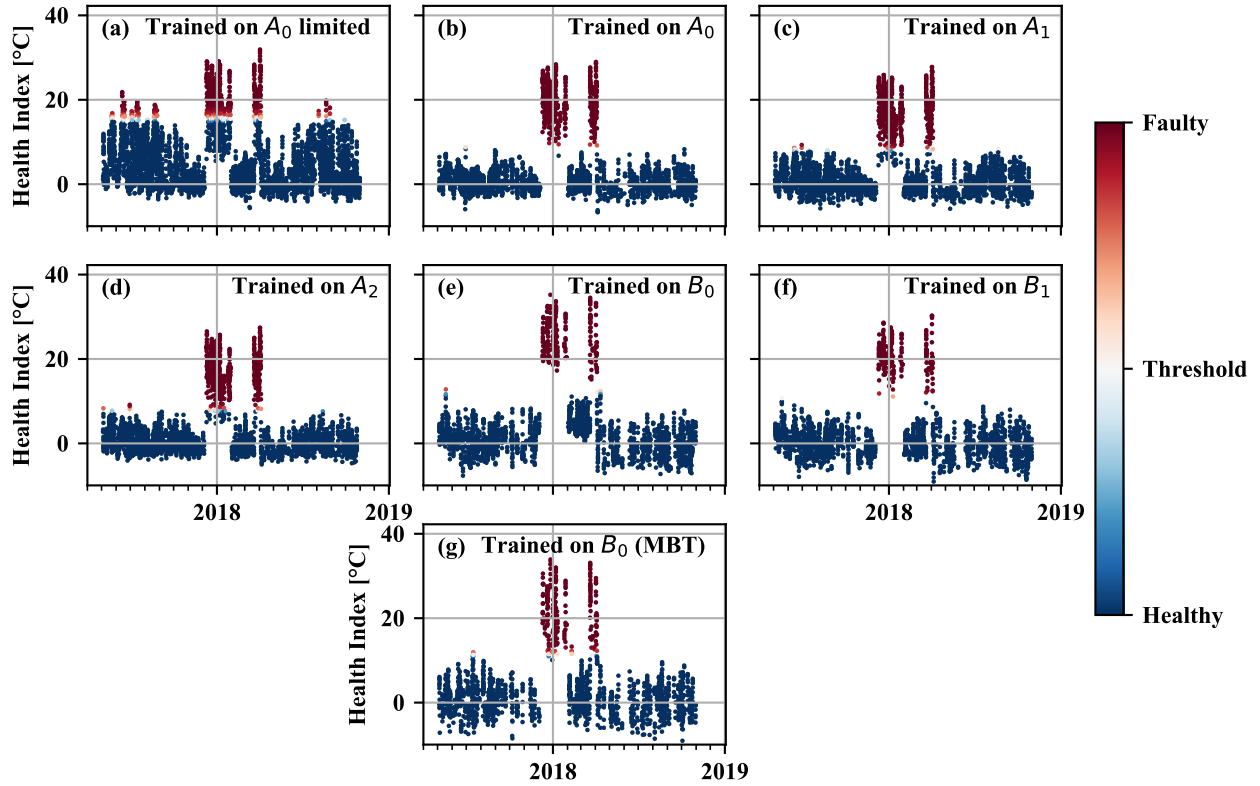 (a) Trained on A0 limited
(b) Trained on A0
(c) Trained on A1
Health Index [°C]
40
20
0
Faulty
Threshold
Healthy
(d) Trained on A2
(e) Trained on B0
(f) Trained on B1
Health Index [°C]
40
20
0
2018 2019
2018 2019
(g) Trained on B0 (MBT)
Health Index [°C]
40
20
0
2018 2019